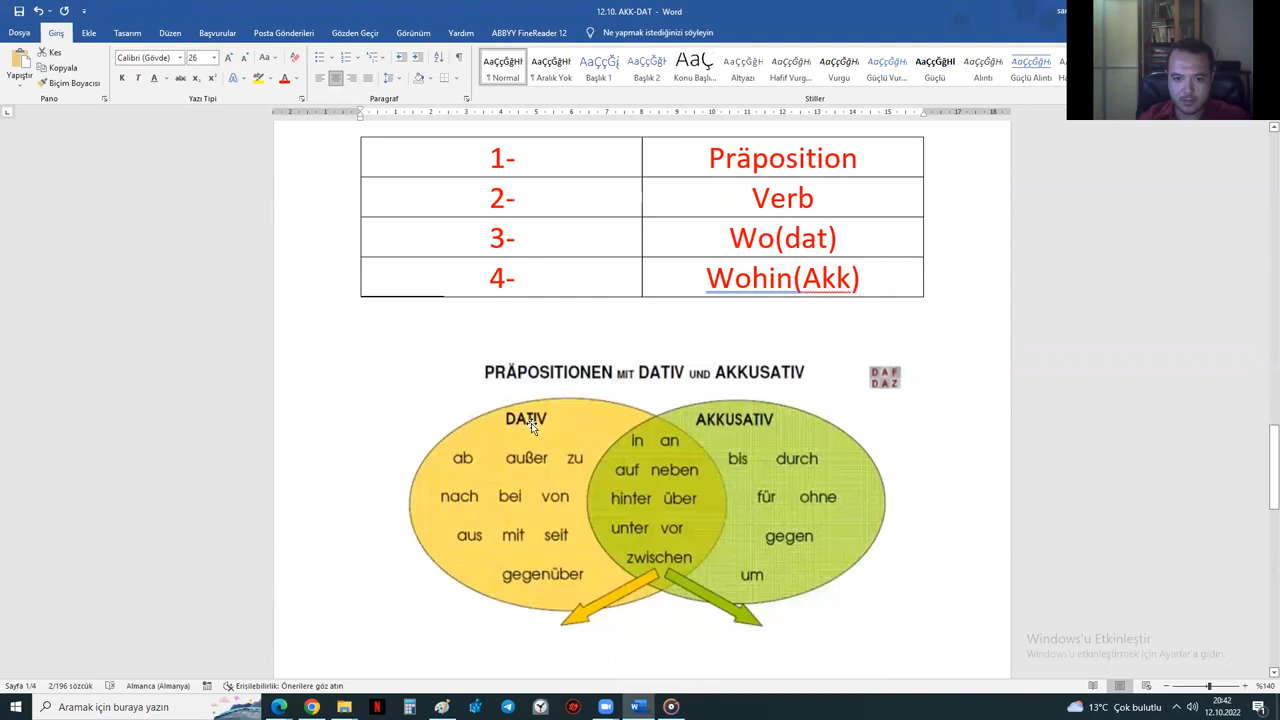 12.10. AKK-DAT - Word
Dosya Giriş Ekle Tasarım Düzen Başvurular Posta Gönderileri Gözden Geçir Görünüm Yardım ABBYY FineReader 12 Ne yapmak istediğinizi söyleyin
Yapıştır
Kes
Kopyala
Biçim Boyacısı
Calibri (Gövde) 26
Pano Yazı Tipi Paragraf Stiller
¶ Normal ¶ Aralık Yok Başlık 1 Başlık 2 Konu Başlı... Altyazı Hafif Vurg... Vurgu Güçlü Vur... Güçlü Alıntı
1- Präposition
2- Verb
3- Wo(dat)
4- Wohin(Akk)
PRÄPOSITIONEN MIT DATIV UND AKKUSATIV
DAF
DAZ
DATIV AKKUSATIV
in an
ab außer zu bis durch
auf neben
nach bei von hinter über für ohne
unter vor
aus mit seit gegen
zwischen
gegenüber um
Windows'u Etkinleştir
Windows'u etkinleştirmek için Ayarlar'a gidin.
Sayfa 1/4 2/196 sözcük Almanca (Almanya) Erişilebilirlik: Önerilere göz atın %140
Aramak için buraya yazın 13°C Çok bulutlu 20:42
12.10.2022